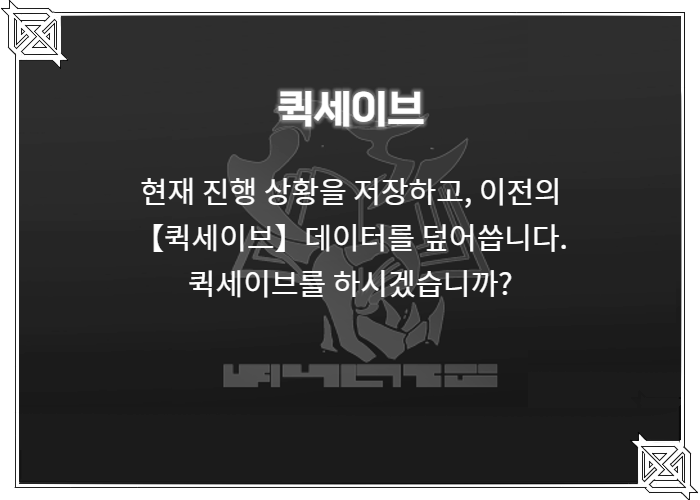 퀵세이브
현재 진행 상황을 저장하고, 이전의
【퀵세이브】 데이터를 덮어씁니다.
퀵세이브를 하시겠습니까?